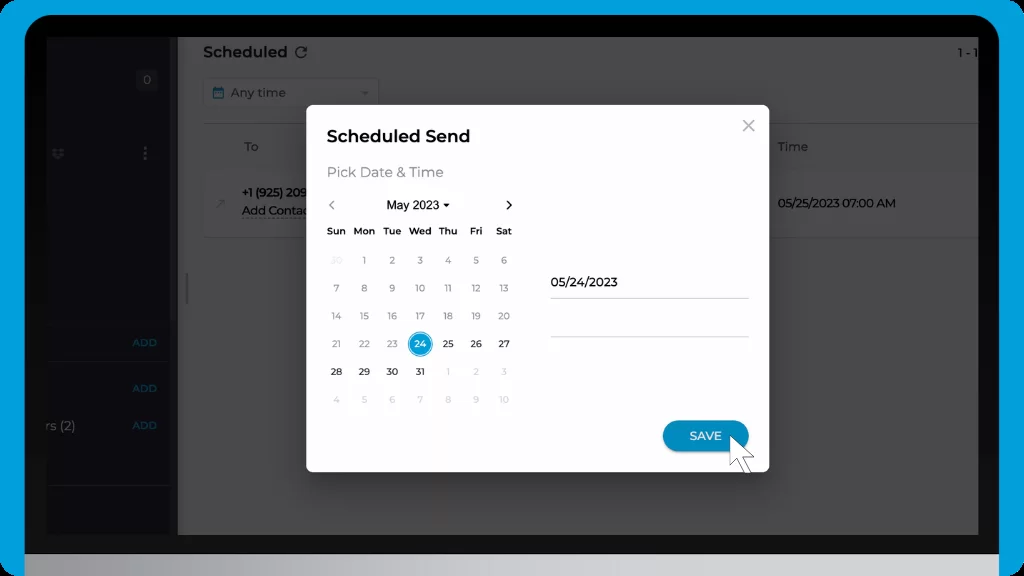 Scheduled
1 - 1
0
Any time
To
Time
+1 (925) 209
Add Contac
05/25/2023 07:00 AM
ADD
ADD
rs (2)
ADD
Scheduled Send
Pick Date & Time
May 2023
Sun Mon Tue Wed Thu Fri Sat
30 1 2 3 4 5 6
7 8 9 10 11 12 13
14 15 16 17 18 19 20
21 22 23 24 25 26 27
28 29 30 31 1 2 3
4 5 6 7 8 9 10
05/24/2023
SAVE